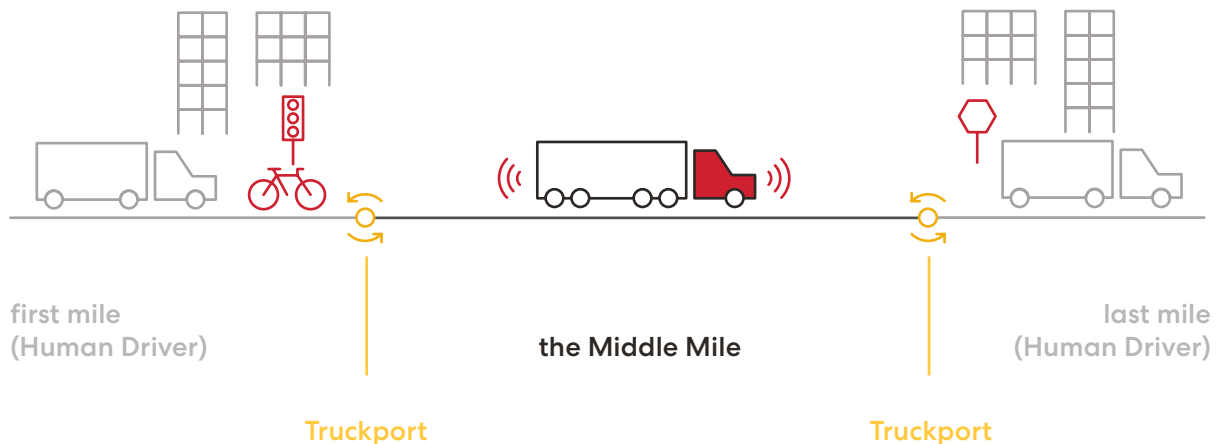 first mile
(Human Driver)
the Middle Mile
last mile
(Human Driver)
Truckport
Truckport